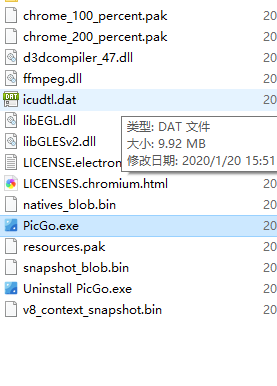 chrome_100_percent.pak 20
chrome_200_percent.pak 20
d3dcompiler_47.dll 20
ffmpeg.dll 20
icudtl.dat 20
libEGL.dll
libGLESv2.dll
LICENSE.electron
类型: DAT 文件
大小: 9.92 MB
修改日期: 2020/1/20 15:51
LICENSES.chromium.html 20
natives_blob.bin 20
PicGo.exe 20
resources.pak 20
snapshot_blob.bin 20
Uninstall PicGo.exe 20
v8_context_snapshot.bin 20